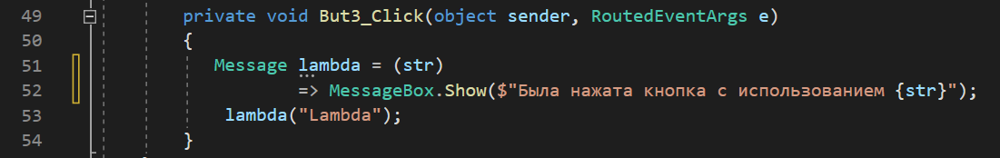 49 private void But3_Click(object sender, RoutedEventArgs e)
50 {
51 Message lambda = (str)
52 => MessageBox.Show($"Была нажата кнопка с использованием {str}");
53 lambda("Lambda");
54 }